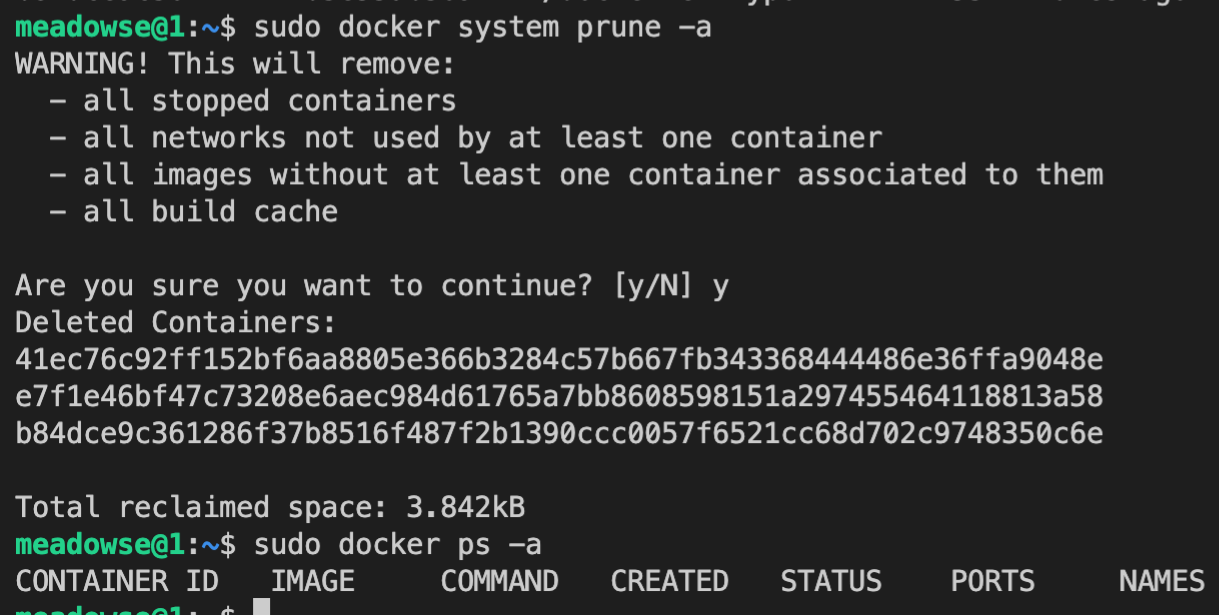 meadowse@1:~$ sudo docker system prune -a
WARNING! This will remove:
  - all stopped containers
  - all networks not used by at least one container
  - all images without at least one container associated to them
  - all build cache

Are you sure you want to continue? [y/N] y
Deleted Containers:
41ec76c92ff152bf6aa8805e366b3284c57b667fb343368444486e36ffa9048e
e7f1e46bf47c73208e6aec984d61765a7bb8608598151a297455464118813a58
b84dce9c361286f37b8516f487f2b1390ccc0057f6521cc68d702c9748350c6e

Total reclaimed space: 3.842kB
meadowse@1:~$ sudo docker ps -a
CONTAINER ID   IMAGE     COMMAND   CREATED   STATUS    PORTS     NAMES
meadowse@1:~$